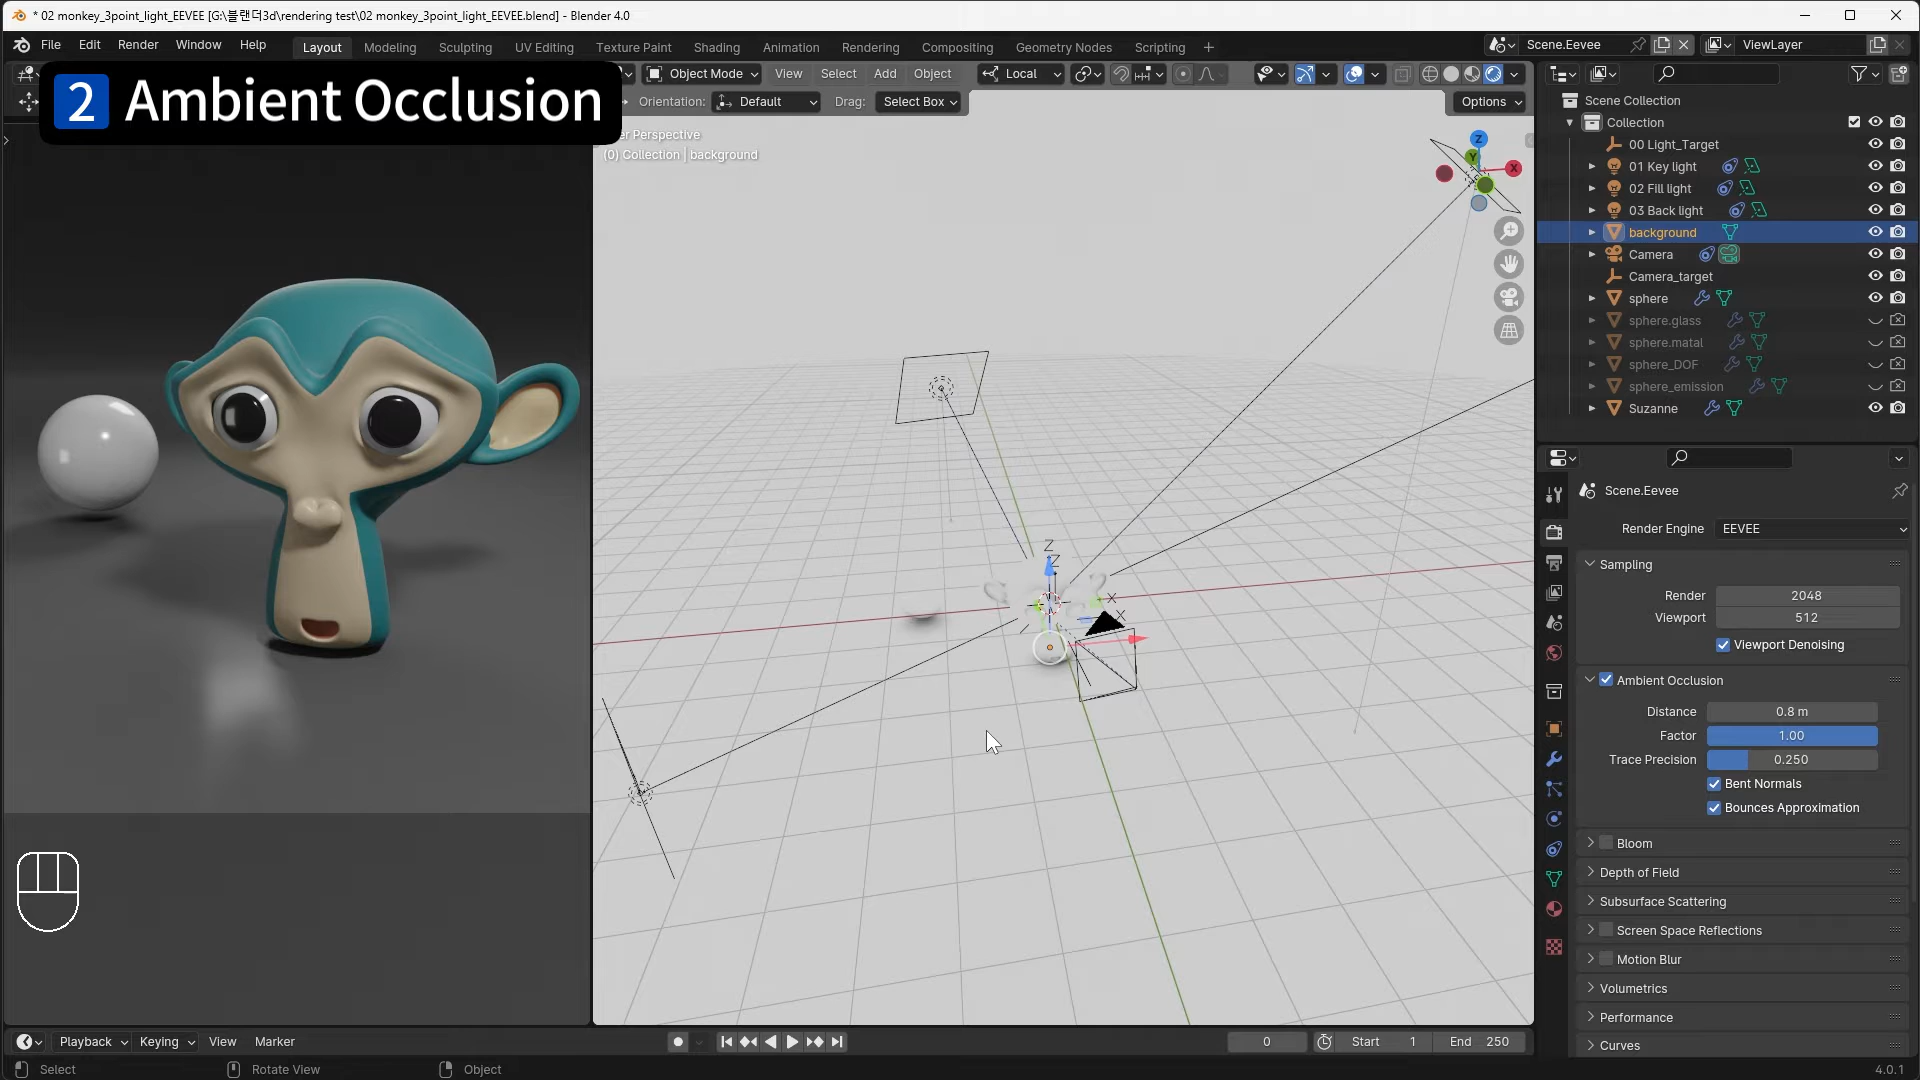 * 02 monkey_3point_light_EEVEE [G:\블랜더3d\rendering test\02 monkey_3point_light_EEVEE.blend] - Blender 4.0
File Edit Render Window Help
Layout Modeling Sculpting UV Editing Texture Paint Shading Animation Rendering Compositing Geometry Nodes Scripting +
Scene.Eevee
ViewLayer
2 Ambient Occlusion
Object Mode View Select Add Object Local
Orientation: Default Drag: Select Box
Options
er Perspective
(0) Collection | background
Z
Y
X
Z
Z
X
X
Scene Collection
Collection
00 Light_Target
01 Key light
02 Fill light
03 Back light
background
Camera
Camera_target
sphere
sphere.glass
sphere.matal
sphere_DOF
sphere_emission
Suzanne
Scene.Eevee
Render Engine EEVEE
Sampling
Render 2048
Viewport 512
Viewport Denoising
Ambient Occlusion
Distance 0.8 m
Factor 1.00
Trace Precision 0.250
Bent Normals
Bounces Approximation
Bloom
Depth of Field
Subsurface Scattering
Screen Space Reflections
Motion Blur
Volumetrics
Performance
Curves
Playback Keying View Marker
0
Start 1
End 250
Select
Rotate View
Object
4.0.1